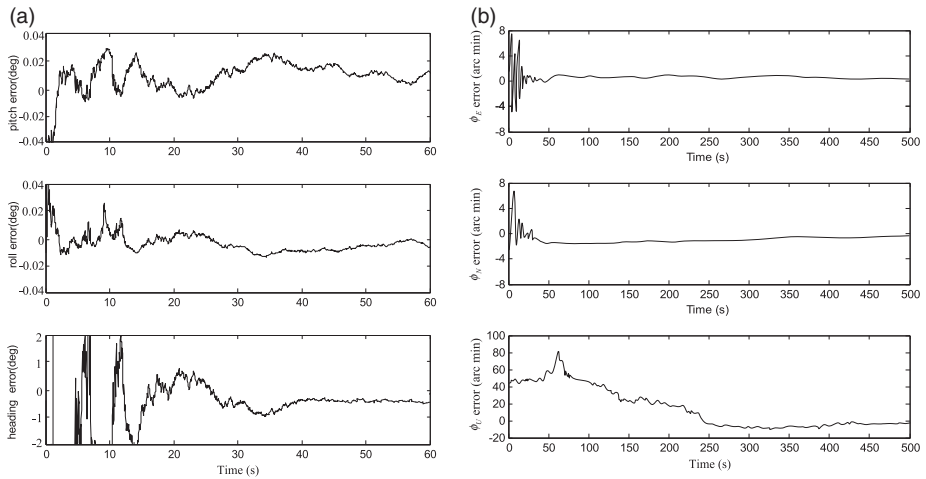 (a)
pitch error(deg)
0.04
0.02
0
-0.02
-0.04
0 10 20 30 40 50 60
roll error(deg)
0.04
0.02
0
-0.02
-0.04
0 10 20 30 40 50 60
heading error(deg)
2
1
0
-1
-2
0 10 20 30 40 50 60
Time (s)
(b)
ϕE error (arc min)
8
4
0
-4
-8
0 50 100 150 200 250 300 350 400 450 500
Time (s)
ϕN error (arc min)
8
4
0
-4
-8
0 50 100 150 200 250 300 350 400 450 500
Time (s)
ϕU error (arc min)
100
80
60
40
20
0
-20
0 50 100 150 200 250 300 350 400 450 500
Time (s)